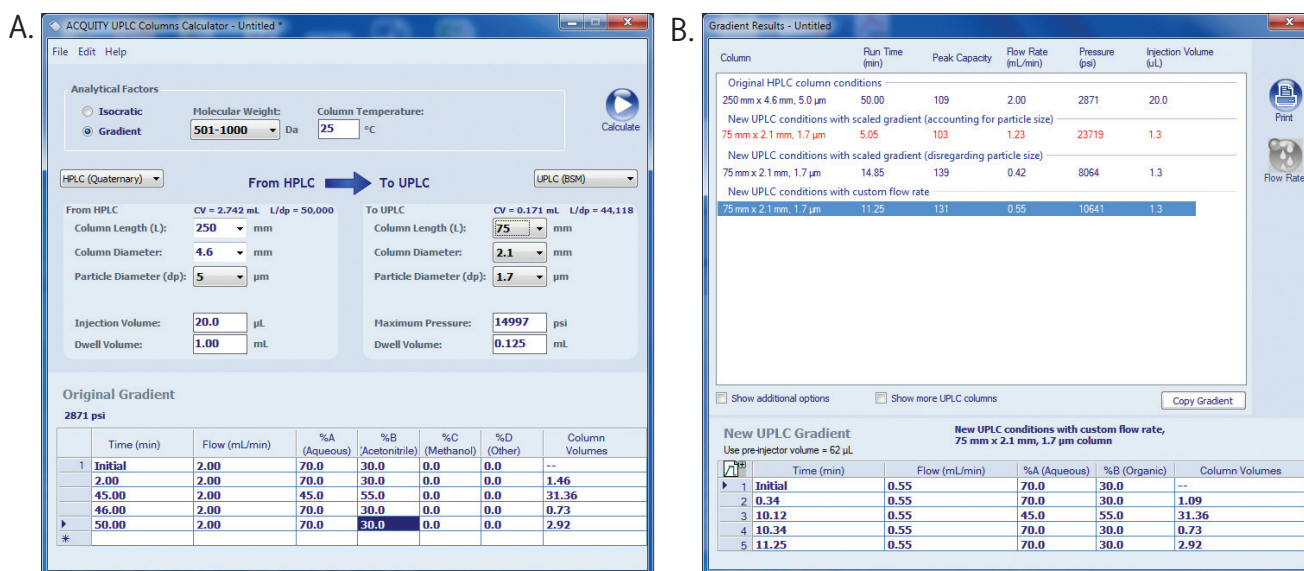 A.
ACQUITY UPLC Columns Calculator - Untitled *
File Edit Help
Analytical Factors
Isocratic
Gradient
Molecular Weight:
501-1000 Da
Column Temperature:
25 °C
Calculate
HPLC (Quaternary)
From HPLC To UPLC
UPLC (BSM)
From HPLC CV = 2.742 mL L/dp = 50,000
Column Length (L): 250 mm
Column Diameter: 4.6 mm
Particle Diameter (dp): 5 µm
Injection Volume: 20.0 µL
Dwell Volume: 1.00 mL
To UPLC CV = 0.171 mL L/dp = 44,118
Column Length (L): 75 mm
Column Diameter: 2.1 mm
Particle Diameter (dp): 1.7 µm
Maximum Pressure: 14997 psi
Dwell Volume: 0.125 mL
Original Gradient
2871 psi
Time (min) Flow (mL/min) %A (Aqueous) %B (Acetonitrile) %C (Methanol) %D (Other) Column Volumes
1 Initial 2.00 70.0 30.0 0.0 0.0 --
2.00 2.00 70.0 30.0 0.0 0.0 1.46
45.00 2.00 45.0 55.0 0.0 0.0 31.36
46.00 2.00 70.0 30.0 0.0 0.0 0.73
50.00 2.00 70.0 30.0 0.0 0.0 2.92
*
B.
Gradient Results - Untitled
Column Run Time (min) Peak Capacity Flow Rate (mL/min) Pressure (psi) Injection Volume (uL)
Original HPLC column conditions
250 mm x 4.6 mm, 5.0 µm 50.00 109 2.00 2871 20.0
New UPLC conditions with scaled gradient (accounting for particle size)
75 mm x 2.1 mm, 1.7 µm 5.05 103 1.23 23719 1.3
New UPLC conditions with scaled gradient (disregarding particle size)
75 mm x 2.1 mm, 1.7 µm 14.85 139 0.42 8064 1.3
New UPLC conditions with custom flow rate
75 mm x 2.1 mm, 1.7 µm 11.25 131 0.55 10641 1.3
Print
Flow Rate
Show additional options
Show more UPLC columns
Copy Gradient
New UPLC Gradient
Use pre-injector volume = 62 µL
New UPLC conditions with custom flow rate,
75 mm x 2.1 mm, 1.7 µm column
Time (min) Flow (mL/min) %A (Aqueous) %B (Organic) Column Volumes
1 Initial 0.55 70.0 30.0 --
2 0.34 0.55 70.0 30.0 1.09
3 10.12 0.55 45.0 55.0 31.36
4 10.34 0.55 70.0 30.0 0.73
5 11.25 0.55 70.0 30.0 2.92